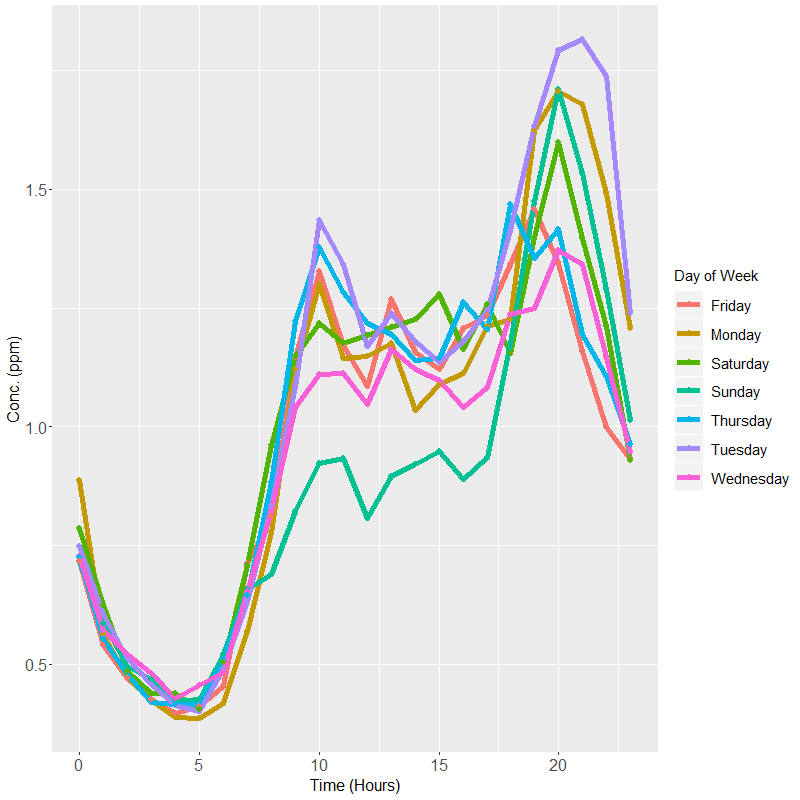 Conc. (ppm)
1.5
1.0
0.5
0 5 10 15 20
Time (Hours)
Day of Week
Friday
Monday
Saturday
Sunday
Thursday
Tuesday
Wednesday